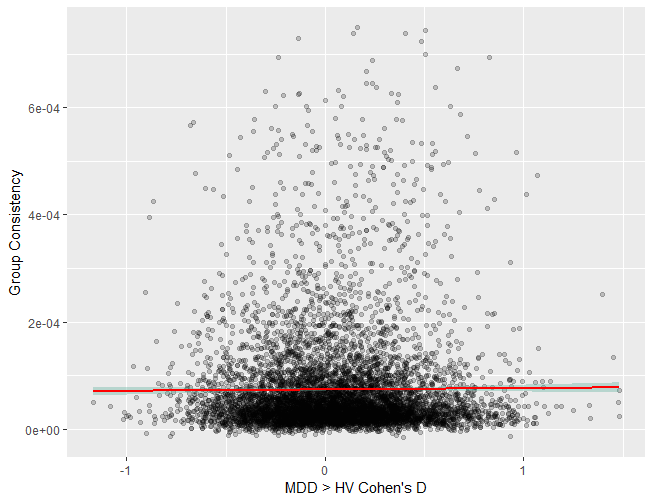 Group Consistency
6e-04
4e-04
2e-04
0e+00
-1
0
1
MDD > HV Cohen's D